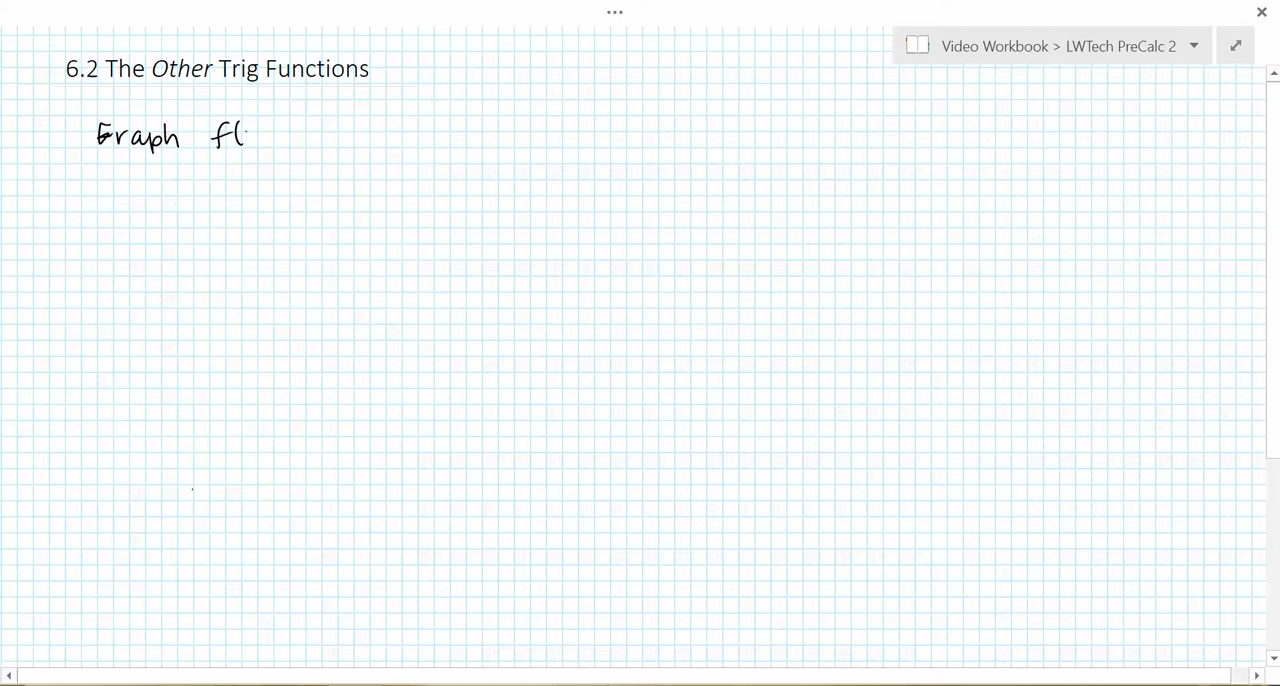 Video Workbook > LWTech PreCalc 2
6.2 The Other Trig Functions
Graph f(